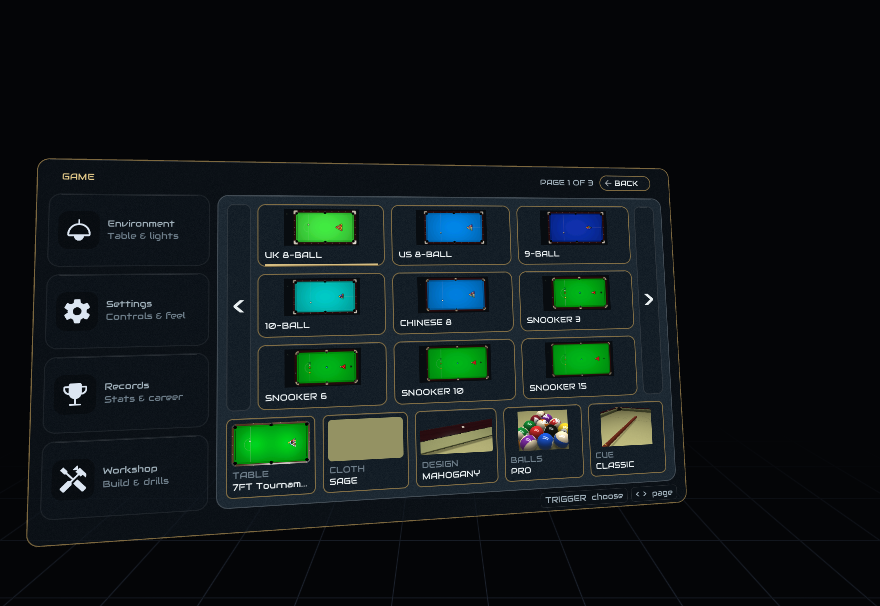 GAME
PAGE 1 OF 3
← BACK
Environment
Table & lights
Settings
Controls & feel
Records
Stats & career
Workshop
Build & drills
UK 8-BALL
US 8-BALL
9-BALL
10-BALL
CHINESE 8
SNOOKER 3
SNOOKER 6
SNOOKER 10
SNOOKER 15
TABLE
7FT Tournam...
CLOTH
SAGE
DESIGN
MAHOGANY
BALLS
PRO
CUE
CLASSIC
TRIGGER choose
< > page